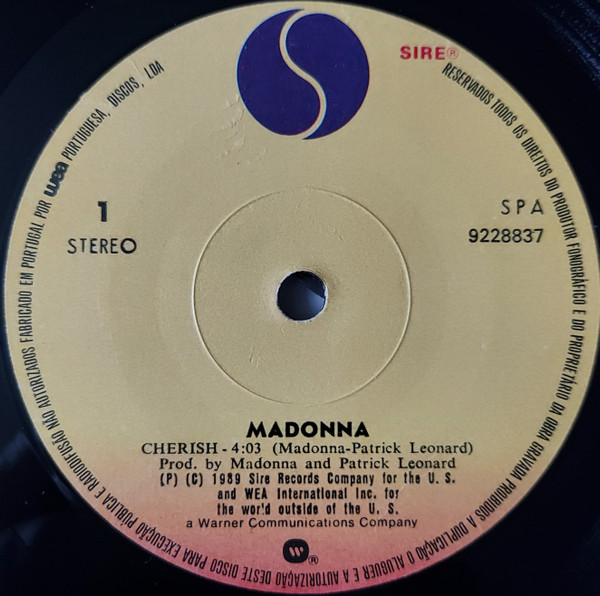 SIRE®
1
STEREO
SPA
9228837
MADONNA
CHERISH - 4:03 (Madonna-Patrick Leonard)
Prod. by Madonna and Patrick Leonard
(P) (C) 1989 Sire Records Company for the U. S.
and WEA International Inc. for
the world outside of the U. S.
a Warner Communications Company
®
RESERVADOS TODOS OS DIREITOS DO PRODUTOR FONOGRÁFICO E DO PROPRIETÁRIO DA OBRA GRAVADA PROIBIDOS A DUPLICAÇÃO O ALUGUER E A AUTORIZAÇÃO DESTE DISCO PARA EXECUÇÃO PÚBLICA E RADIODIFUSÃO NÃO AUTORIZADOS FABRICADO EM PORTUGAL POR wea PORTUGUESA, DISCOS, LDA